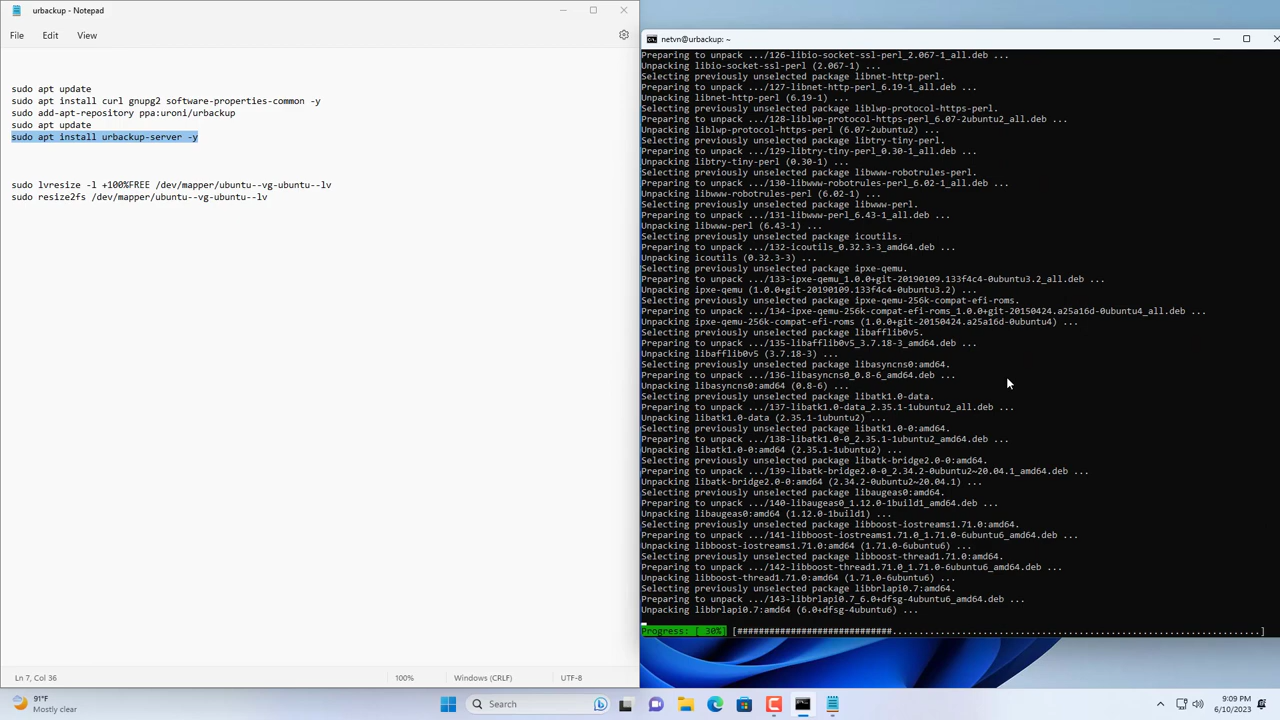 urbackup - Notepad
File
Edit
View
sudo apt update
sudo apt install curl gnupg2 software-properties-common -y
sudo add-apt-repository ppa:uroni/urbackup
sudo apt update
sudo apt install urbackup-server -y
sudo lvresize -l +100%FREE /dev/mapper/ubuntu--vg-ubuntu--lv
sudo resize2fs /dev/mapper/ubuntu--vg-ubuntu--lv
Ln 7, Col 36
100%
Windows (CRLF)
UTF-8
netvn@urbackup: ~
Preparing to unpack .../126-libio-socket-ssl-perl_2.067-1_all.deb ...
Unpacking libio-socket-ssl-perl (2.067-1) ...
Selecting previously unselected package libnet-http-perl.
Preparing to unpack .../127-libnet-http-perl_6.19-1_all.deb ...
Unpacking libnet-http-perl (6.19-1) ...
Selecting previously unselected package liblwp-protocol-https-perl.
Preparing to unpack .../128-liblwp-protocol-https-perl_6.07-2ubuntu2_all.deb ...
Unpacking liblwp-protocol-https-perl (6.07-2ubuntu2) ...
Selecting previously unselected package libtry-tiny-perl.
Preparing to unpack .../129-libtry-tiny-perl_0.30-1_all.deb ...
Unpacking libtry-tiny-perl (0.30-1) ...
Selecting previously unselected package libwww-robotrules-perl.
Preparing to unpack .../130-libwww-robotrules-perl_6.02-1_all.deb ...
Unpacking libwww-robotrules-perl (6.02-1) ...
Selecting previously unselected package libwww-perl.
Preparing to unpack .../131-libwww-perl_6.43-1_all.deb ...
Unpacking libwww-perl (6.43-1) ...
Selecting previously unselected package icoutils.
Preparing to unpack .../132-icoutils_0.32.3-3_amd64.deb ...
Unpacking icoutils (0.32.3-3) ...
Selecting previously unselected package ipxe-qemu.
Preparing to unpack .../133-ipxe-qemu_1.0.0+git-20190109.133f4c4-0ubuntu3.2_all.deb ...
Unpacking ipxe-qemu (1.0.0+git-20190109.133f4c4-0ubuntu3.2) ...
Selecting previously unselected package ipxe-qemu-256k-compat-efi-roms.
Preparing to unpack .../134-ipxe-qemu-256k-compat-efi-roms_1.0.0+git-20150424.a25a16d-0ubuntu4_all.deb ...
Unpacking ipxe-qemu-256k-compat-efi-roms (1.0.0+git-20150424.a25a16d-0ubuntu4) ...
Selecting previously unselected package libafflib0v5.
Preparing to unpack .../135-libafflib0v5_3.7.18-3_amd64.deb ...
Unpacking libafflib0v5 (3.7.18-3) ...
Selecting previously unselected package libasyncns0:amd64.
Preparing to unpack .../136-libasyncns0_0.8-6_amd64.deb ...
Unpacking libasyncns0:amd64 (0.8-6) ...
Selecting previously unselected package libatk1.0-data.
Preparing to unpack .../137-libatk1.0-data_2.35.1-1ubuntu2_all.deb ...
Unpacking libatk1.0-data (2.35.1-1ubuntu2) ...
Selecting previously unselected package libatk1.0-0:amd64.
Preparing to unpack .../138-libatk1.0-0_2.35.1-1ubuntu2_amd64.deb ...
Unpacking libatk1.0-0:amd64 (2.35.1-1ubuntu2) ...
Selecting previously unselected package libatk-bridge2.0-0:amd64.
Preparing to unpack .../139-libatk-bridge2.0-0_2.34.2-0ubuntu2~20.04.1_amd64.deb ...
Unpacking libatk-bridge2.0-0:amd64 (2.34.2-0ubuntu2~20.04.1) ...
Selecting previously unselected package libaugeas0:amd64.
Preparing to unpack .../140-libaugeas0_1.12.0-1build1_amd64.deb ...
Unpacking libaugeas0:amd64 (1.12.0-1build1) ...
Selecting previously unselected package libboost-iostreams1.71.0:amd64.
Preparing to unpack .../141-libboost-iostreams1.71.0_1.71.0-6ubuntu6_amd64.deb ...
Unpacking libboost-iostreams1.71.0:amd64 (1.71.0-6ubuntu6) ...
Selecting previously unselected package libboost-thread1.71.0:amd64.
Preparing to unpack .../142-libboost-thread1.71.0_1.71.0-6ubuntu6_amd64.deb ...
Unpacking libboost-thread1.71.0:amd64 (1.71.0-6ubuntu6) ...
Selecting previously unselected package libbrlapi0.7:amd64.
Preparing to unpack .../143-libbrlapi0.7_6.0+dfsg-4ubuntu6_amd64.deb ...
Unpacking libbrlapi0.7:amd64 (6.0+dfsg-4ubuntu6) ...
Progress: [ 30%] [#############################.....................................................................]
91°F
Mostly clear
Search
9:09 PM
6/10/2023